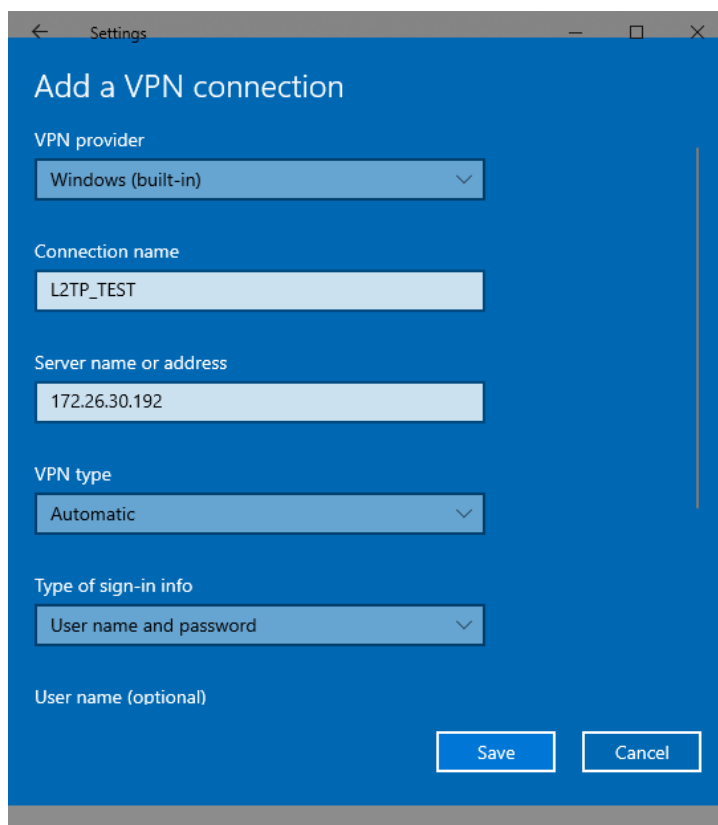 Settings
Add a VPN connection
VPN provider
Windows (built-in)
Connection name
L2TP_TEST
Server name or address
172.26.30.192
VPN type
Automatic
Type of sign-in info
User name and password
User name (optional)
Save Cancel